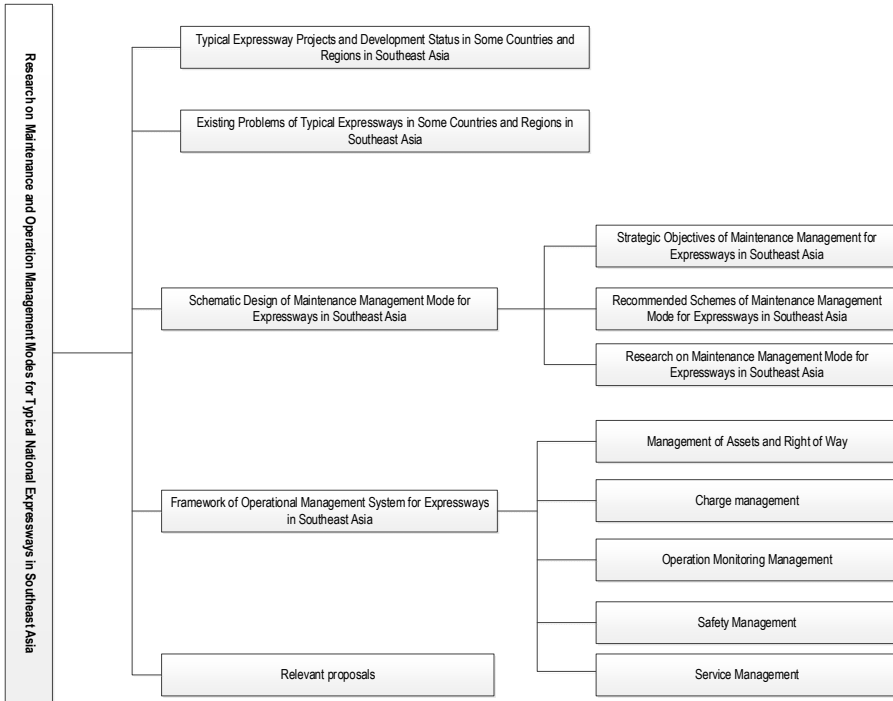 Research on Maintenance and Operation Management Modes for Typical National Expressways in Southeast Asia
Typical Expressway Projects and Development Status in Some Countries and
Regions in Southeast Asia
Existing Problems of Typical Expressways in Some Countries and Regions in
Southeast Asia
Schematic Design of Maintenance Management Mode for
Expressways in Southeast Asia
Strategic Objectives of Maintenance Management for
Expressways in Southeast Asia
Recommended Schemes of Maintenance Management
Mode for Expressways in Southeast Asia
Research on Maintenance Management Mode for
Expressways in Southeast Asia
Framework of Operational Management System for Expressways
in Southeast Asia
Management of Assets and Right of Way
Charge management
Operation Monitoring Management
Safety Management
Service Management
Relevant proposals